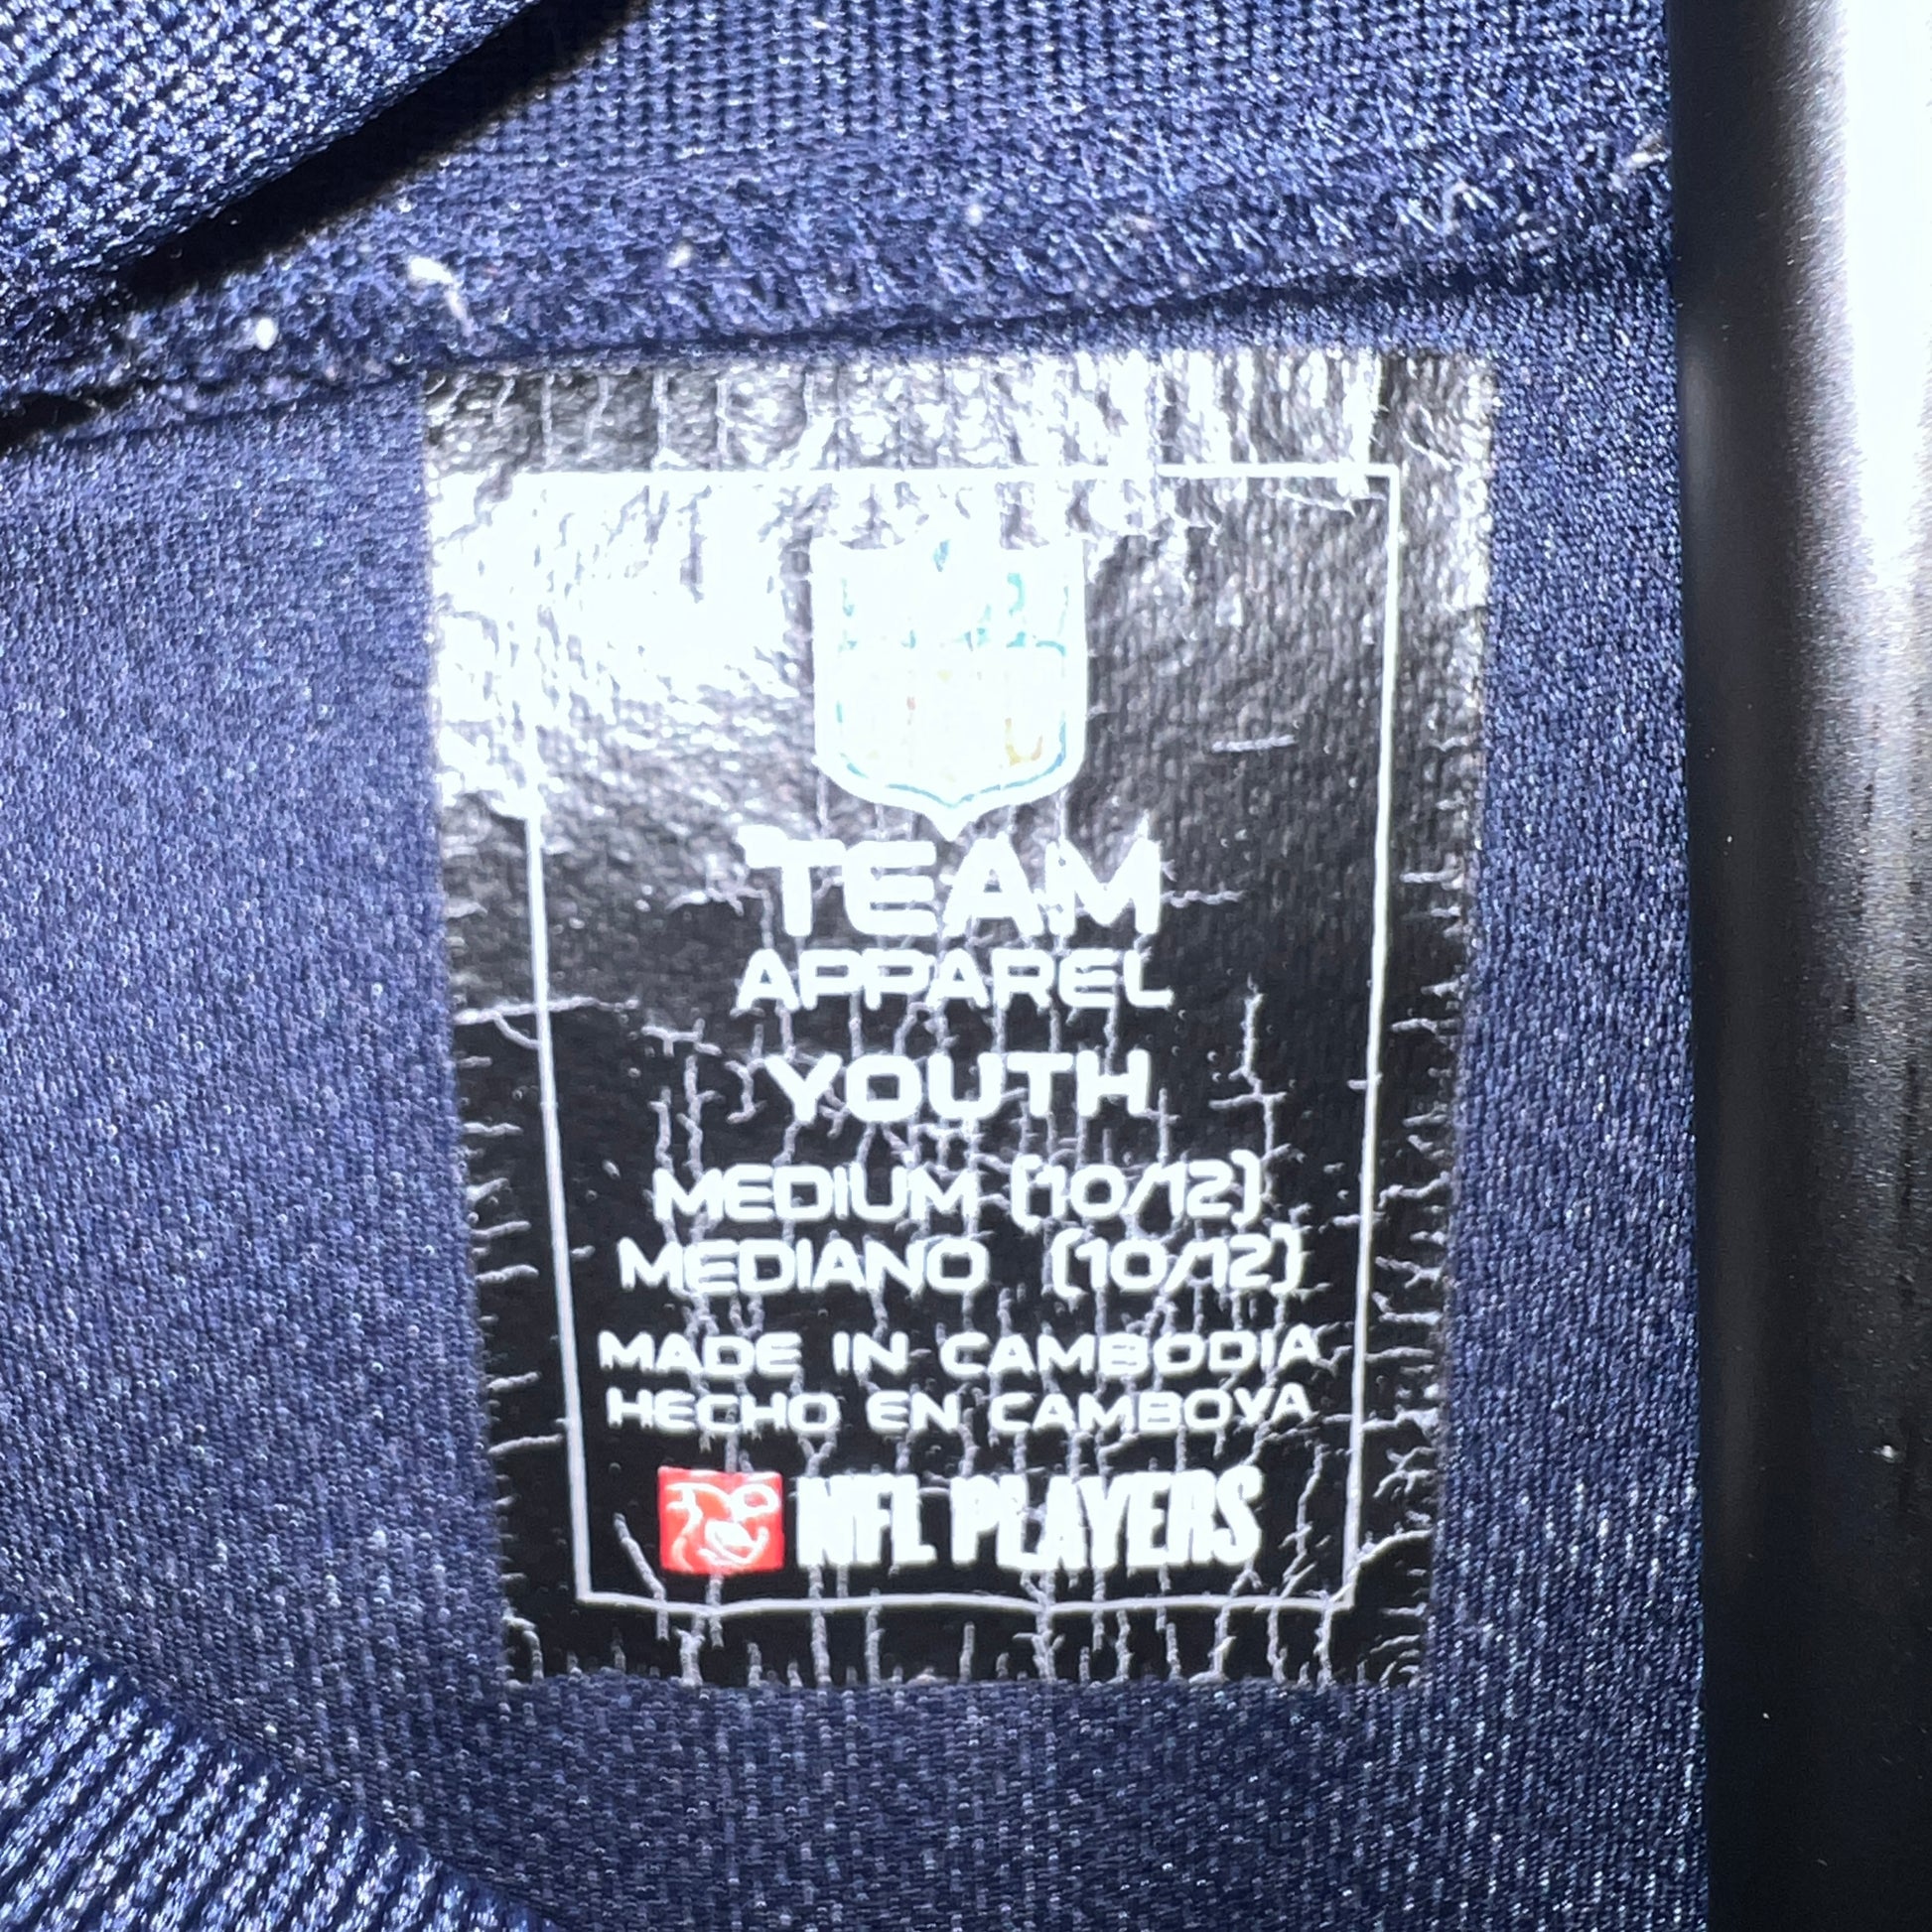 TEAM
APPAREL
YOUTH
MEDIUM (10/12)
MEDIANO (10/12)
MADE IN CAMBODIA
HECHO EN CAMBOYA
NFL PLAYERS